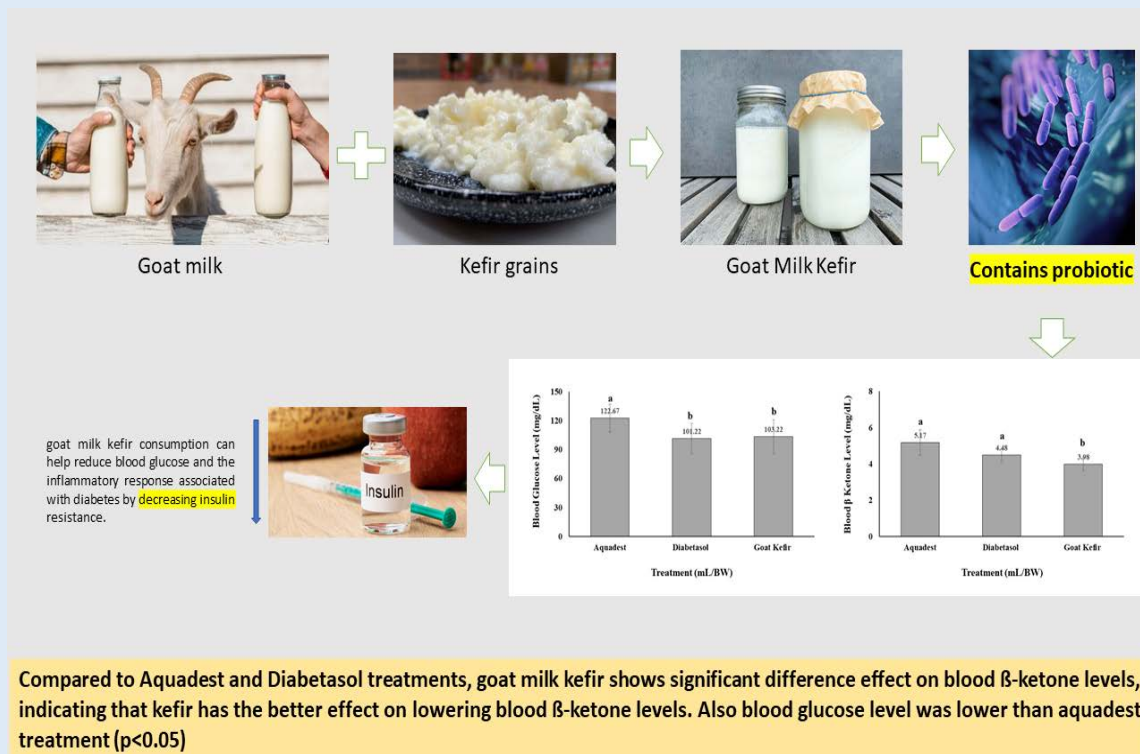 Goat milk
Kefir grains
Goat Milk Kefir
Contains probiotic
goat milk kefir consumption can
help reduce blood glucose and the
inflammatory response associated
with diabetes by decreasing insulin
resistance.
Insulin
Blood Glucose Level (mg/dL)
150
120
90
60
30
0
a
122.67
b
101.22
b
103.22
Aquadest
Diabetasol
Goat Kefir
Treatment (mL/BW)
Blood β Ketone Level (mg/dL)
8
6
4
2
0
a
5.17
a
4.48
b
3.98
Aquadest
Diabetasol
Goat Kefir
Treatment (mL/BW)
Compared to Aquadest and Diabetasol treatments, goat milk kefir shows significant difference effect on blood ß-ketone levels,
indicating that kefir has the better effect on lowering blood ß-ketone levels. Also blood glucose level was lower than aquadest
treatment (p<0.05)